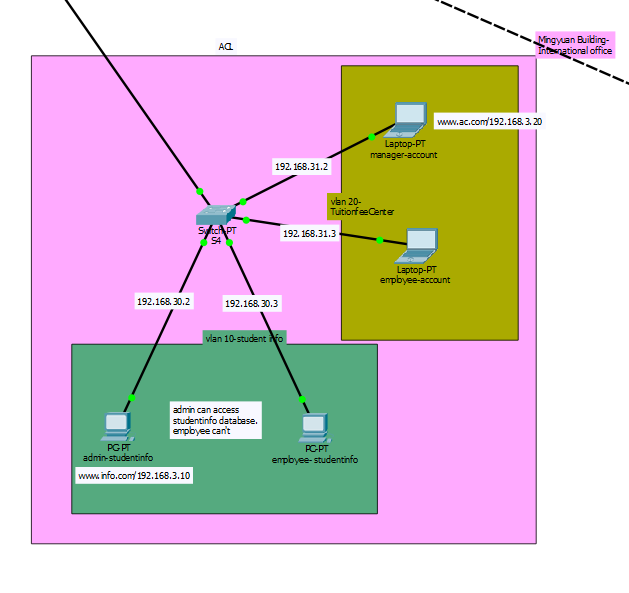 ACL
Mingyuan Building-
International office
www.ac.com/192.168.3.20
Laptop-PT
manager-account
192.168.31.2
vlan 20-
TuitionfeeCenter
Switch-PT
S4
192.168.31.3
Laptop-PT
employee-account
192.168.30.2
192.168.30.3
vlan 10-student info
admin can access
studentinfo database.
employee can't
PC-PT
admin-studentinfo
PC-PT
employee- studentinfo
www.info.com/192.168.3.10